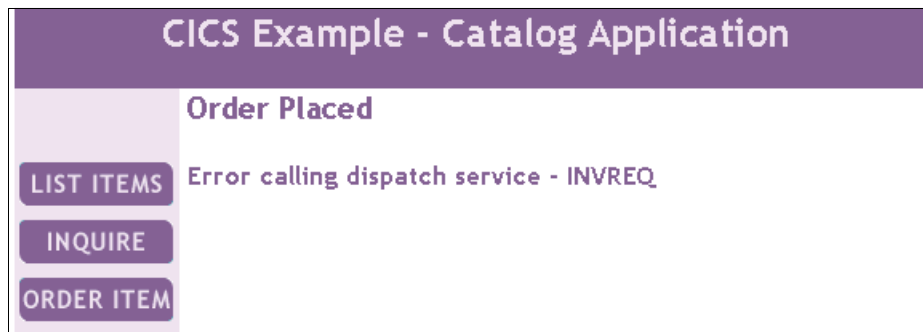 CICS Example - Catalog Application
Order Placed
Error calling dispatch service - INVREQ
LIST ITEMS
INQUIRE
ORDER ITEM